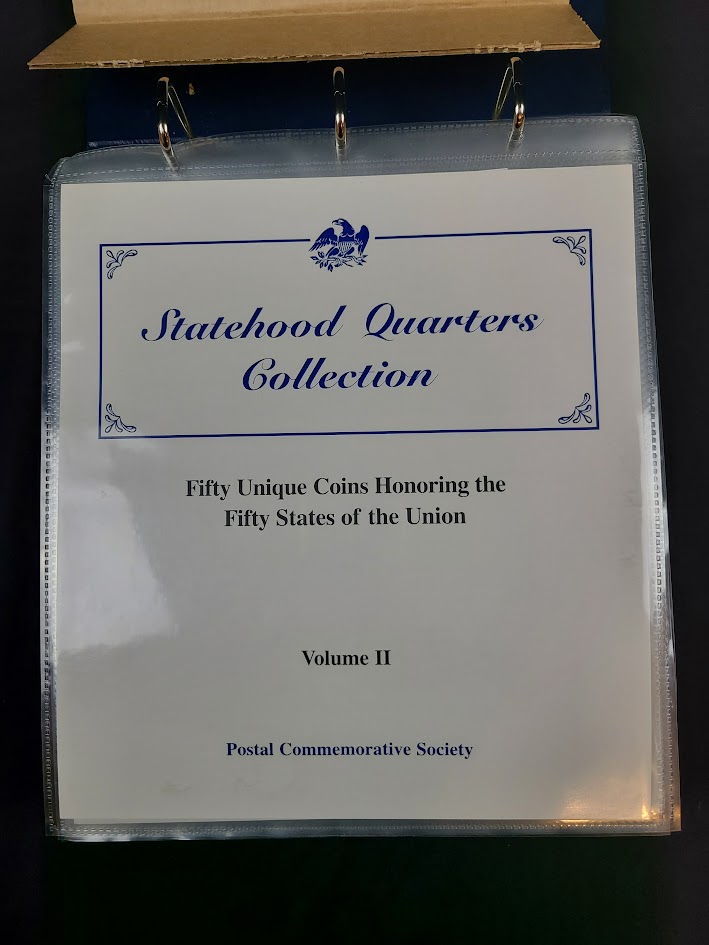 Statehood Quarters
Collection
Fifty Unique Coins Honoring the
Fifty States of the Union
Volume II
Postal Commemorative Society